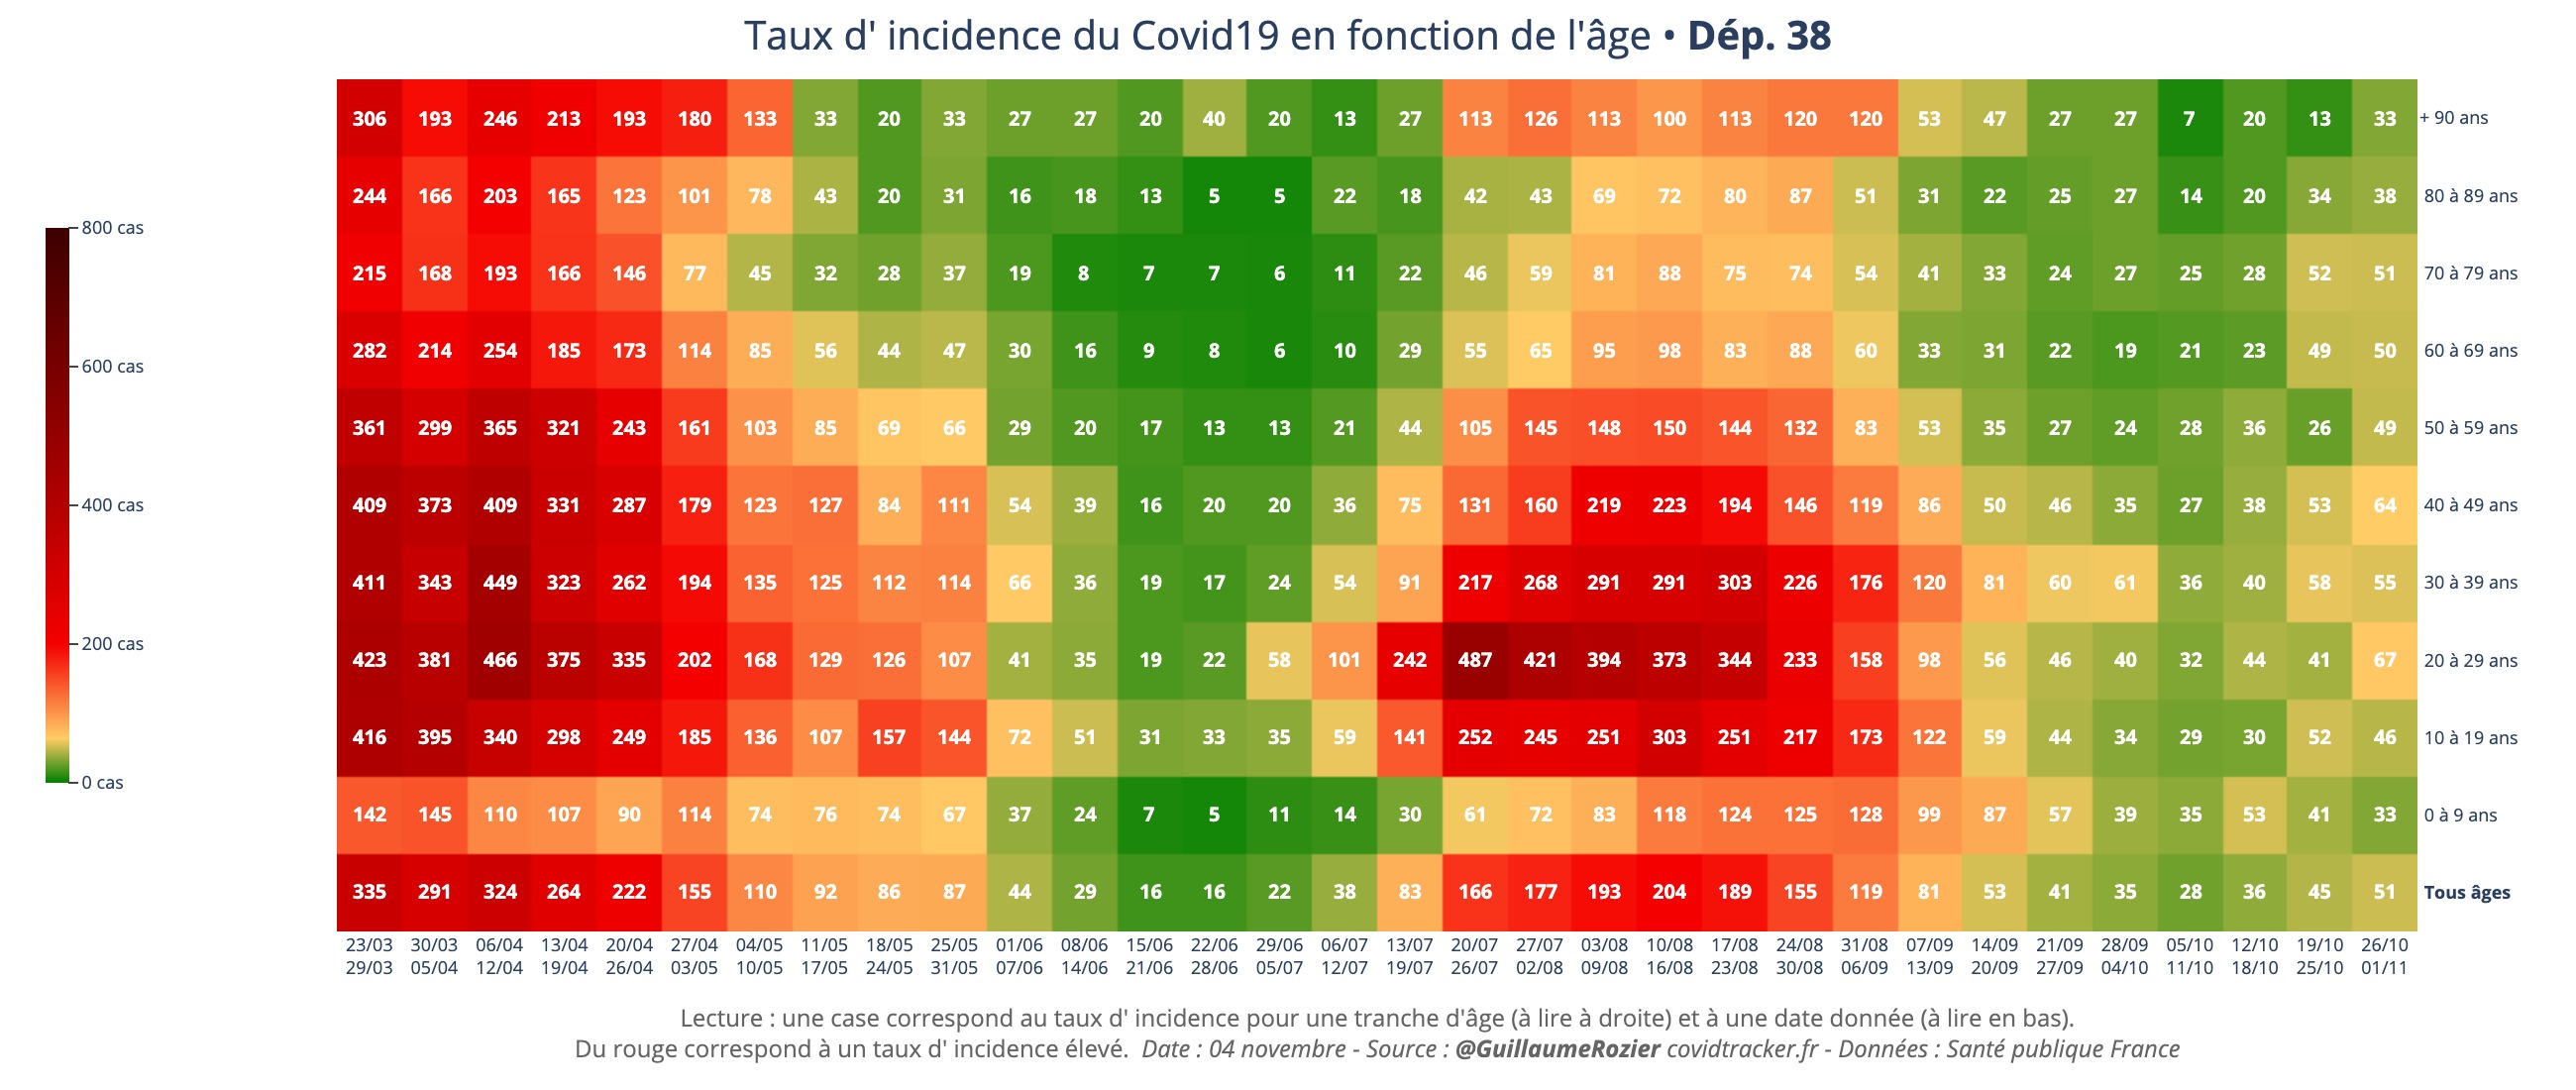 Taux d' incidence du Covid19 en fonction de l'âge • Dép. 38
800 cas
600 cas
400 cas
200 cas
0 cas
306 193 246 213 193 180 133 33 20 33 27 27 20 40 20 13 27 113 126 113 100 113 120 120 53 47 27 27 7 20 13 33 + 90 ans
244 166 203 165 123 101 78 43 20 31 16 18 13 5 5 22 18 42 43 69 72 80 87 51 31 22 25 27 14 20 34 38 80 à 89 ans
215 168 193 166 146 77 45 32 28 37 19 8 7 7 6 11 22 46 59 81 88 75 74 54 41 33 24 27 25 28 52 51 70 à 79 ans
282 214 254 185 173 114 85 56 44 47 30 16 9 8 6 10 29 55 65 95 98 83 88 60 33 31 22 19 21 23 49 50 60 à 69 ans
361 299 365 321 243 161 103 85 69 66 29 20 17 13 13 21 44 105 145 148 150 144 132 83 53 35 27 24 28 36 26 49 50 à 59 ans
409 373 409 331 287 179 123 127 84 111 54 39 16 20 20 36 75 131 160 219 223 194 146 119 86 50 46 35 27 38 53 64 40 à 49 ans
411 343 449 323 262 194 135 125 112 114 66 36 19 17 24 54 91 217 268 291 291 303 226 176 120 81 60 61 36 40 58 55 30 à 39 ans
423 381 466 375 335 202 168 129 126 107 41 35 19 22 58 101 242 487 421 394 373 344 233 158 98 56 46 40 32 44 41 67 20 à 29 ans
416 395 340 298 249 185 136 107 157 144 72 51 31 33 35 59 141 252 245 251 303 251 217 173 122 59 44 34 29 30 52 46 10 à 19 ans
142 145 110 107 90 114 74 76 74 67 37 24 7 5 11 14 30 61 72 83 118 124 125 128 99 87 57 39 35 53 41 33 0 à 9 ans
335 291 324 264 222 155 110 92 86 87 44 29 16 16 22 38 83 166 177 193 204 189 155 119 81 53 41 35 28 36 45 51 Tous âges
23/03 30/03 06/04 13/04 20/04 27/04 04/05 11/05 18/05 25/05 01/06 08/06 15/06 22/06 29/06 06/07 13/07 20/07 27/07 03/08 10/08 17/08 24/08 31/08 07/09 14/09 21/09 28/09 05/10 12/10 19/10 26/10
29/03 05/04 12/04 19/04 26/04 03/05 10/05 17/05 24/05 31/05 07/06 14/06 21/06 28/06 05/07 12/07 19/07 26/07 02/08 09/08 16/08 23/08 30/08 06/09 13/09 20/09 27/09 04/10 11/10 18/10 25/10 01/11
Lecture : une case correspond au taux d' incidence pour une tranche d'âge (à lire à droite) et à une date donnée (à lire en bas).
Du rouge correspond à un taux d' incidence élevé. Date : 04 novembre - Source : @GuillaumeRozier covidtracker.fr - Données : Santé publique France